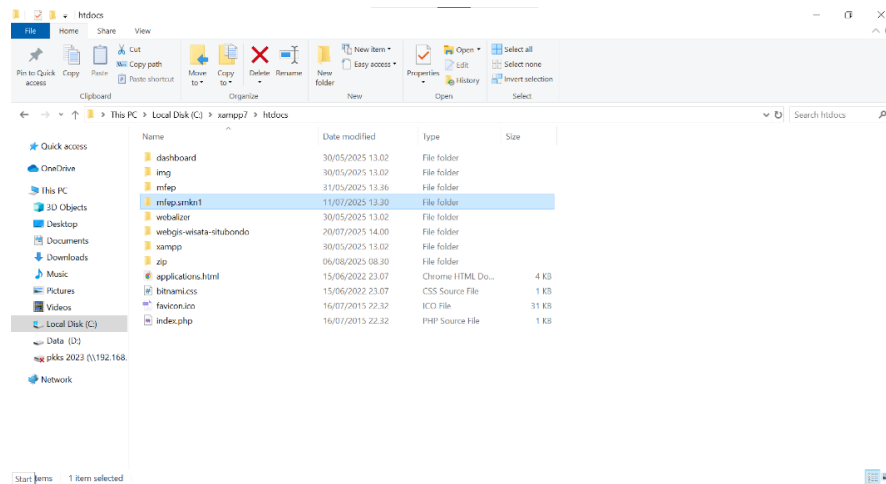 htdocs
File Home Share View
Pin to Quick access
Copy
Paste
Cut
Copy path
Paste shortcut
Clipboard
Move to
Copy to
Delete
Rename
Organize
New folder
New item
Easy access
New
Properties
Open
Edit
History
Open
Select all
Select none
Invert selection
Select
This PC > Local Disk (C:) > xampp7 > htdocs
Search htdocs
Quick access
OneDrive
This PC
3D Objects
Desktop
Documents
Downloads
Music
Pictures
Videos
Local Disk (C:)
Data (D:)
pkks 2023 (\\192.168.
Network
Name Date modified Type Size
dashboard 30/05/2025 13.02 File folder
img 30/05/2025 13.02 File folder
mfep 31/05/2025 13.36 File folder
mfep.smkn1 11/07/2025 13.30 File folder
webalizer 30/05/2025 13.02 File folder
webgis-wisata-situbondo 20/07/2025 14.00 File folder
xampp 30/05/2025 13.02 File folder
zip 06/08/2025 08.30 File folder
applications.html 15/06/2022 23.07 Chrome HTML Do... 4 KB
bitnami.css 15/06/2022 23.07 CSS Source File 1 KB
favicon.ico 16/07/2015 22.32 ICO File 31 KB
index.php 16/07/2015 22.32 PHP Source File 1 KB
Start tems 1 item selected